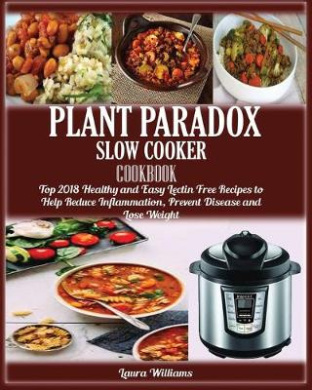 PLANT PARADOX
SLOW COOKER
COOKBOOK
Top 2018 Healthy and Easy Lectin Free Recipes to
Help Reduce Inflammation, Prevent Disease and
Lose Weight
Laura Williams